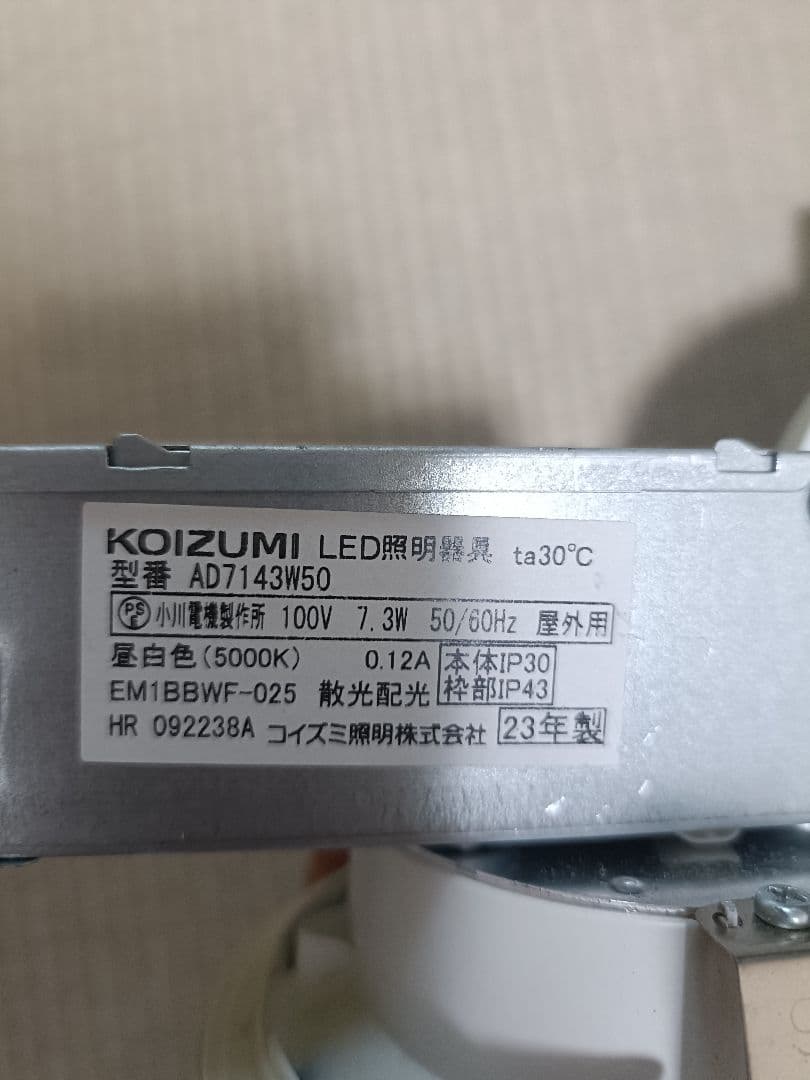 KOIZUMI LED照明器具 ta30℃
型番 AD7143W50
PSE 小川電機製作所 100V 7.3W 50/60Hz 屋外用
昼白色(5000K) 0.12A 本体IP30
EM1BBWF-025 散光配光 枠部IP43
HR 092238A コイズミ照明株式会社 23年製